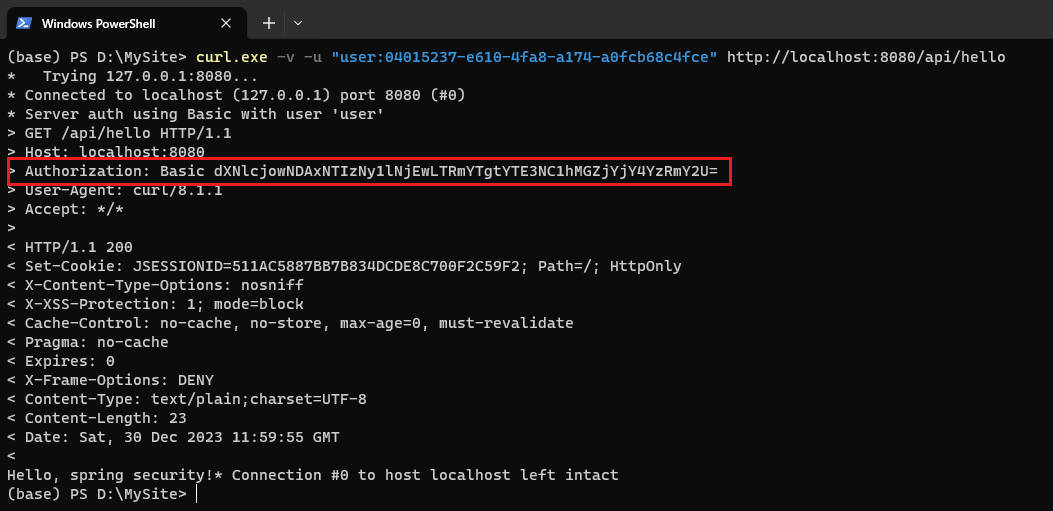 Windows PowerShell
(base) PS D:\MySite> curl.exe -v -u "user:04015237-e610-4fa8-a174-a0fcb68c4fce" http://localhost:8080/api/hello
*   Trying 127.0.0.1:8080...
* Connected to localhost (127.0.0.1) port 8080 (#0)
* Server auth using Basic with user 'user'
> GET /api/hello HTTP/1.1
> Host: localhost:8080
> Authorization: Basic dXNlcjowNDAxNTIzNy1lNjEwLTRmYTgtYTE3NC1hMGZjYjY4YzRmY2U=
> User-Agent: curl/8.1.1
> Accept: */*
>
< HTTP/1.1 200
< Set-Cookie: JSESSIONID=511AC5887BB7B834DCDE8C700F2C59F2; Path=/; HttpOnly
< X-Content-Type-Options: nosniff
< X-XSS-Protection: 1; mode=block
< Cache-Control: no-cache, no-store, max-age=0, must-revalidate
< Pragma: no-cache
< Expires: 0
< X-Frame-Options: DENY
< Content-Type: text/plain;charset=UTF-8
< Content-Length: 23
< Date: Sat, 30 Dec 2023 11:59:55 GMT
<
Hello, spring security!* Connection #0 to host localhost left intact
(base) PS D:\MySite>